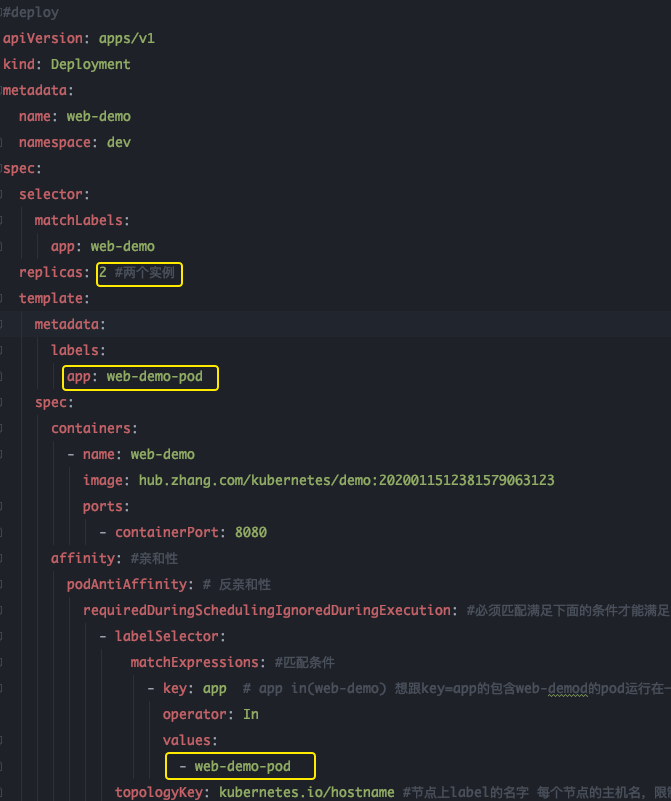 #deploy
apiVersion: apps/v1
kind: Deployment
metadata:
  name: web-demo
  namespace: dev
spec:
  selector:
    matchLabels:
      app: web-demo
  replicas: 2 #两个实例
  template:
    metadata:
      labels:
        app: web-demo-pod
    spec:
      containers:
        - name: web-demo
          image: hub.zhang.com/kubernetes/demo:2020011512381579063123
          ports:
            - containerPort: 8080
      affinity: #亲和性
        podAntiAffinity: # 反亲和性
          requiredDuringSchedulingIgnoredDuringExecution: #必须匹配满足下面的条件才能满足
            - labelSelector:
                matchExpressions: #匹配条件
                  - key: app  # app in(web-demo) 想跟key=app的包含web-demod的pod运行在一
                    operator: In
                    values:
                      - web-demo-pod
              topologyKey: kubernetes.io/hostname #节点上label的名字 每个节点的主机名，限